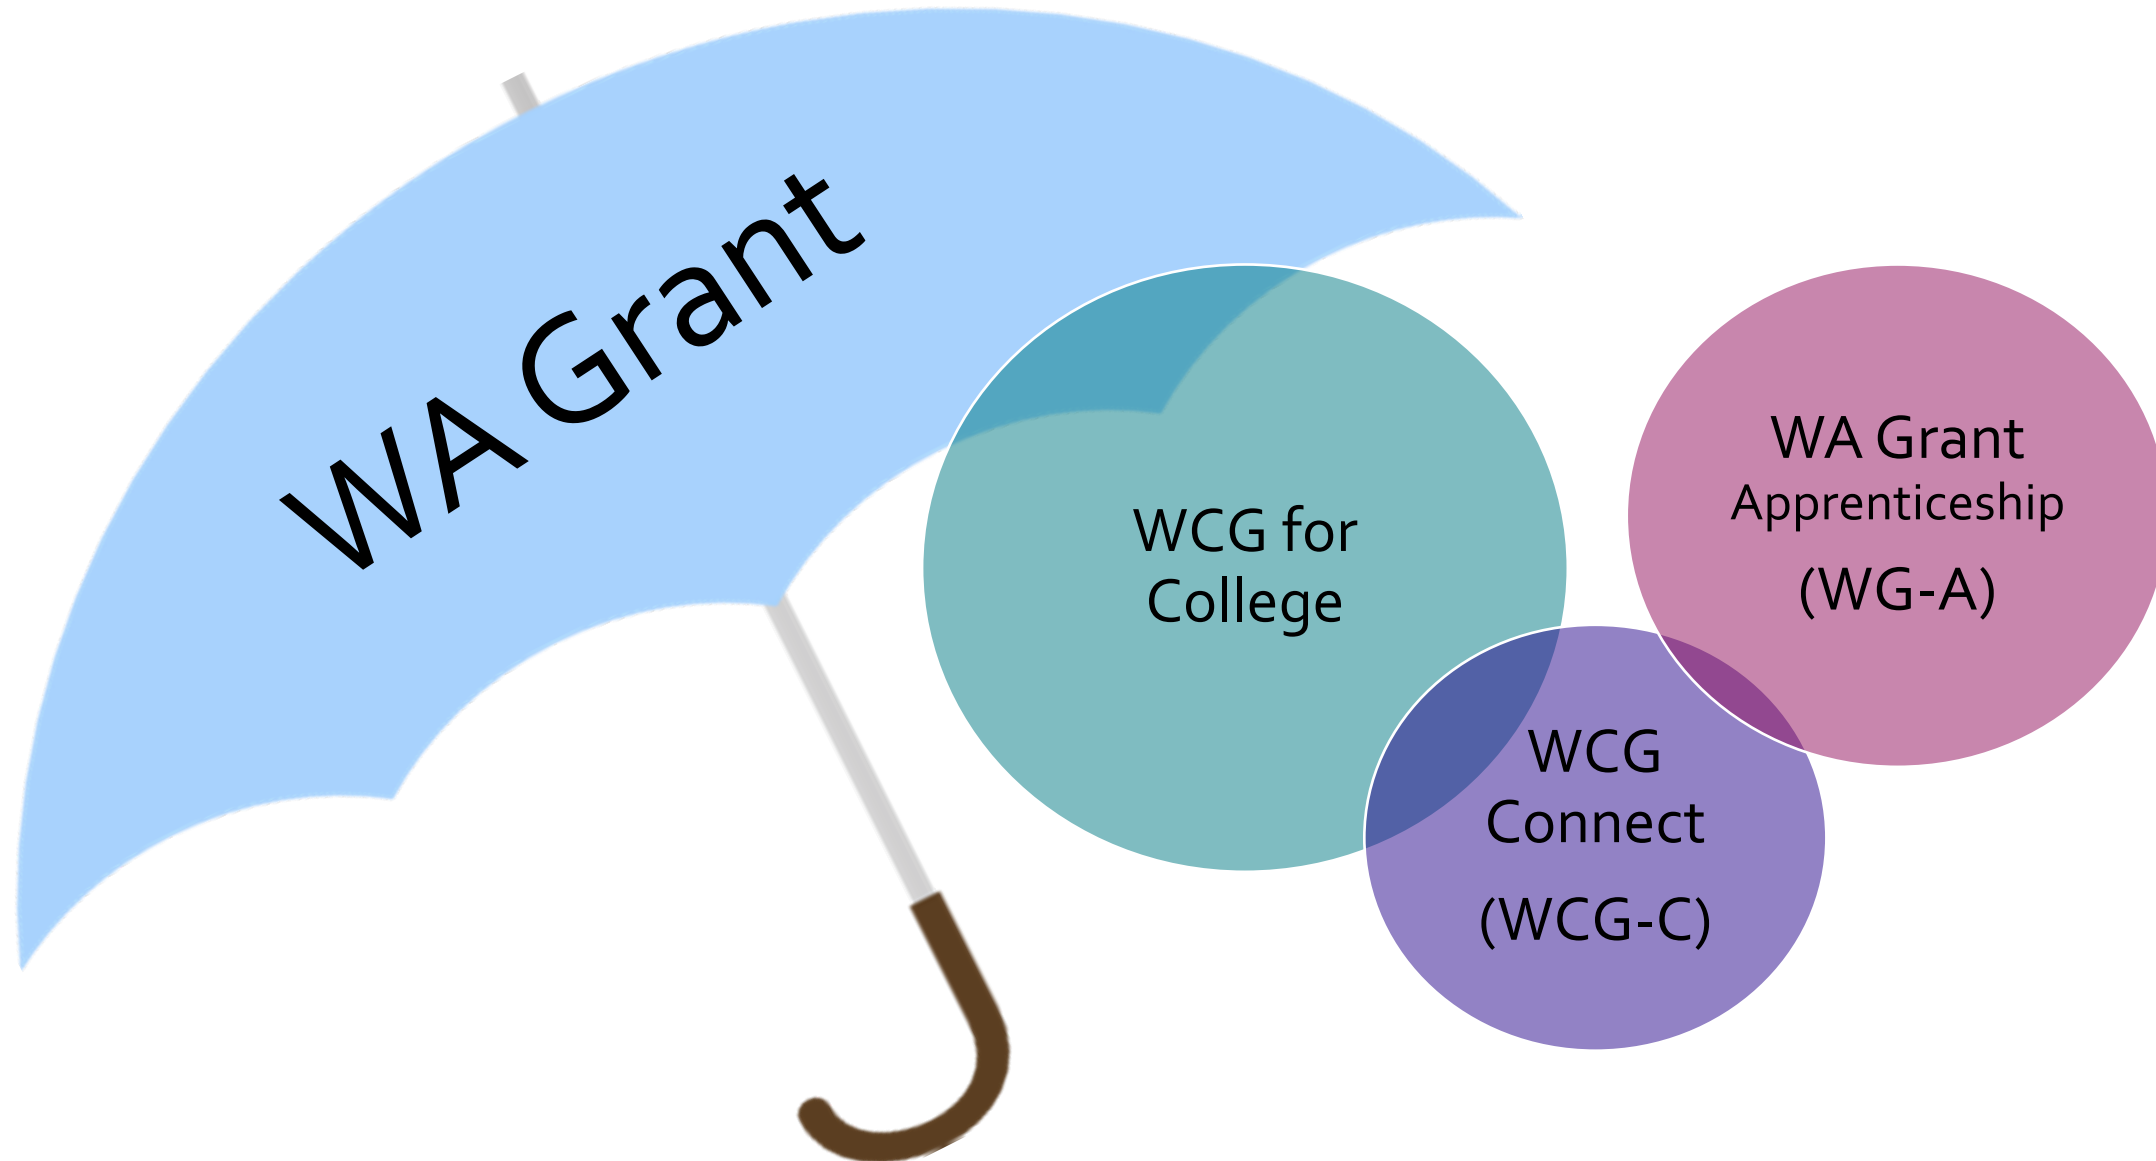 WA Grant
WCG for
College
WCG
Connect
(WCG-C)
WA Grant
Apprenticeship
(WG-A)